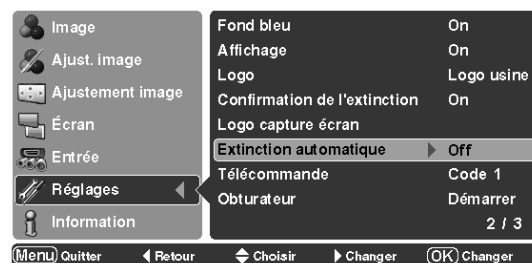 Image
Ajust. image
Ajustement image
Écran
Entrée
Réglages
Information
Fond bleu On
Affichage On
Logo Logo usine
Confirmation de l'extinction On
Logo capture écran
Extinction automatique Off
Télécommande Code 1
Obturateur Démarrer
2 / 3
Menu Quitter Retour Choisir Changer OK Changer